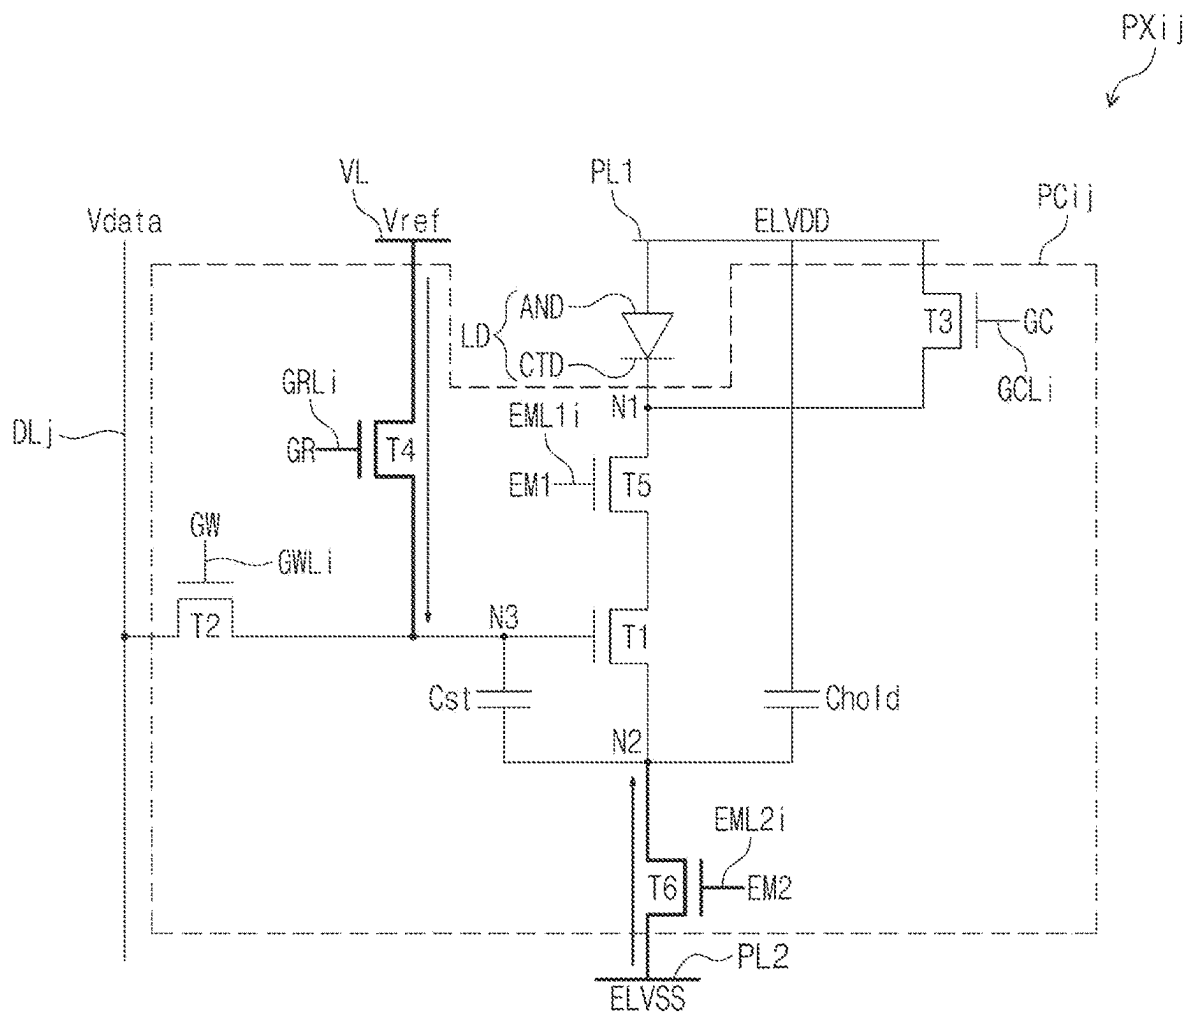 PXij
VL
PL1
PCij
Vdata
Vref
ELVDD
AND
LD
CTD
T3
GC
GCLi
GRLi
N1
DLj
EML1i
GR
T4
EM1
T5
GW
GWLi
T2
N3
T1
Cst
Chold
N2
EML2i
T6
EM2
PL2
ELVSS